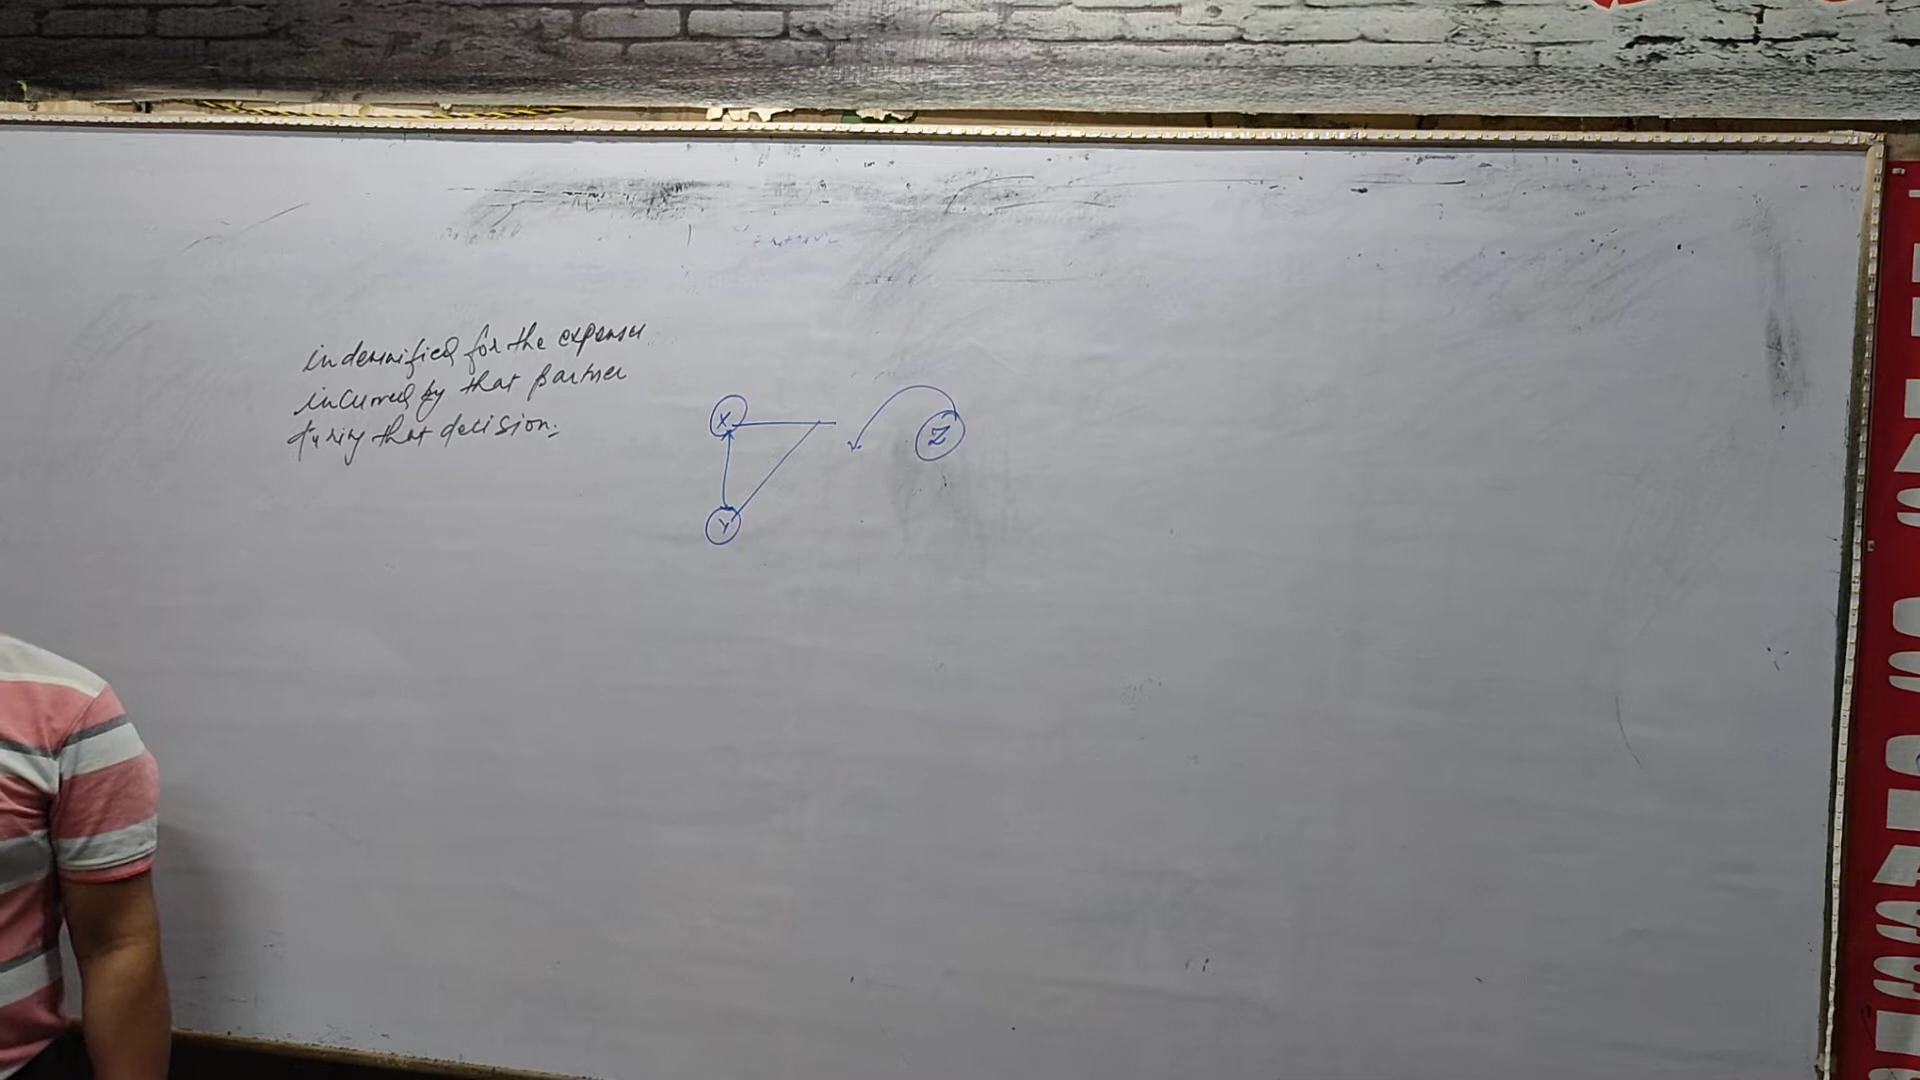 indemnified for the expenses
incurred by that partner
during that decision.
X
Z
Y